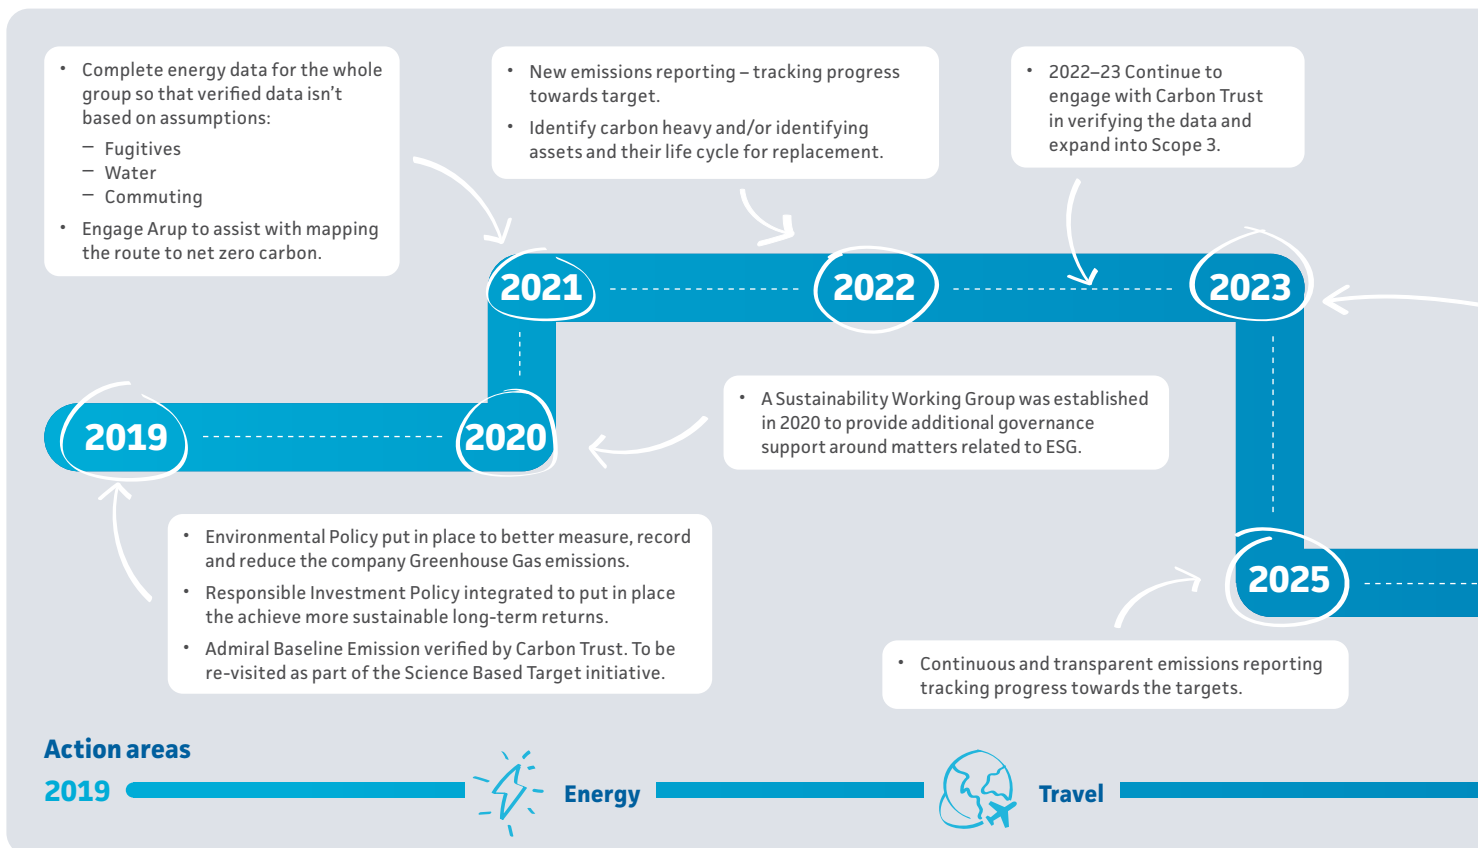 • Complete energy data for the whole
group so that verified data isn't
based on assumptions:
– Fugitives
– Water
– Commuting
• Engage Arup to assist with mapping
the route to net zero carbon.
• New emissions reporting – tracking progress
towards target.
• Identify carbon heavy and/or identifying
assets and their life cycle for replacement.
• 2022–23 Continue to
engage with Carbon Trust
in verifying the data and
expand into Scope 3.
2021
2022
2023
2019
2020
• A Sustainability Working Group was established
in 2020 to provide additional governance
support around matters related to ESG.
• Environmental Policy put in place to better measure, record
and reduce the company Greenhouse Gas emissions.
• Responsible Investment Policy integrated to put in place
the achieve more sustainable long-term returns.
• Admiral Baseline Emission verified by Carbon Trust. To be
re-visited as part of the Science Based Target initiative.
2025
• Continuous and transparent emissions reporting
tracking progress towards the targets.
Action areas
2019
Energy
Travel